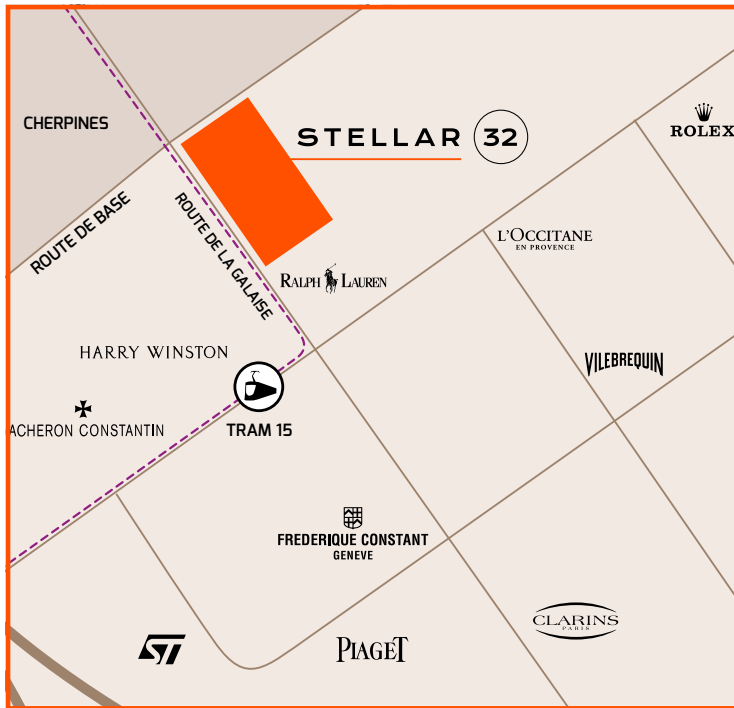 CHERPINES
STELLAR 32
ROLEX
ROUTE DE BASE
ROUTE DE LA GALAISE
L'OCCITANE
EN PROVENCE
RALPH LAUREN
HARRY WINSTON
VILEBREQUIN
ACHERON CONSTANTIN
TRAM 15
FREDERIQUE CONSTANT
GENEVE
CLARINS
PARIS
ST
PIAGET